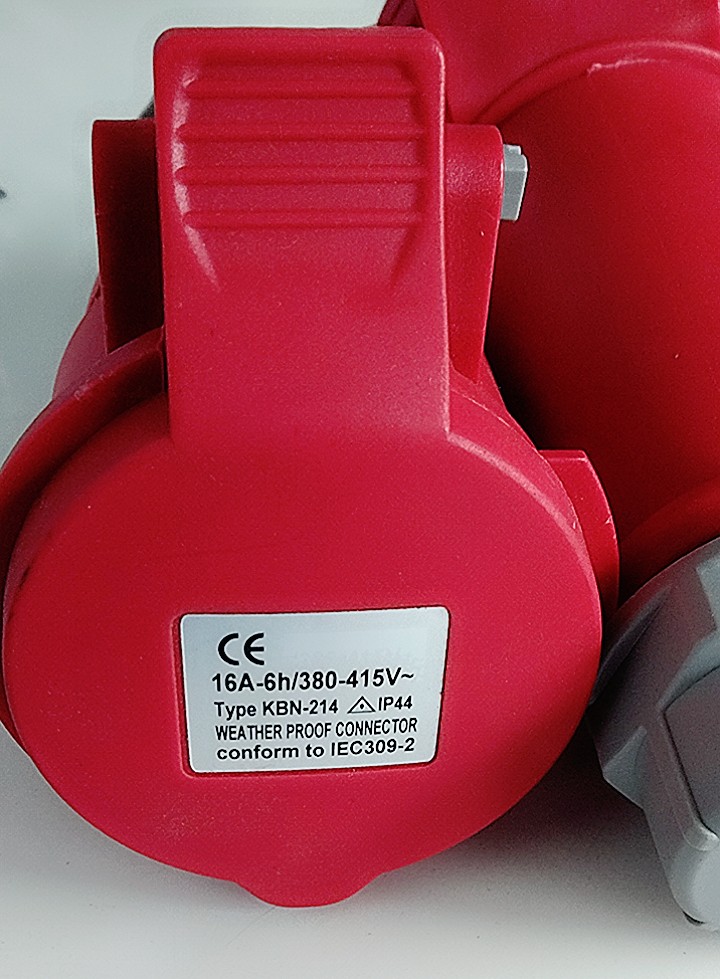 CE
16A-6h/380-415V~
Type KBN-214 IP44
WEATHER PROOF CONNECTOR
conform to IEC309-2